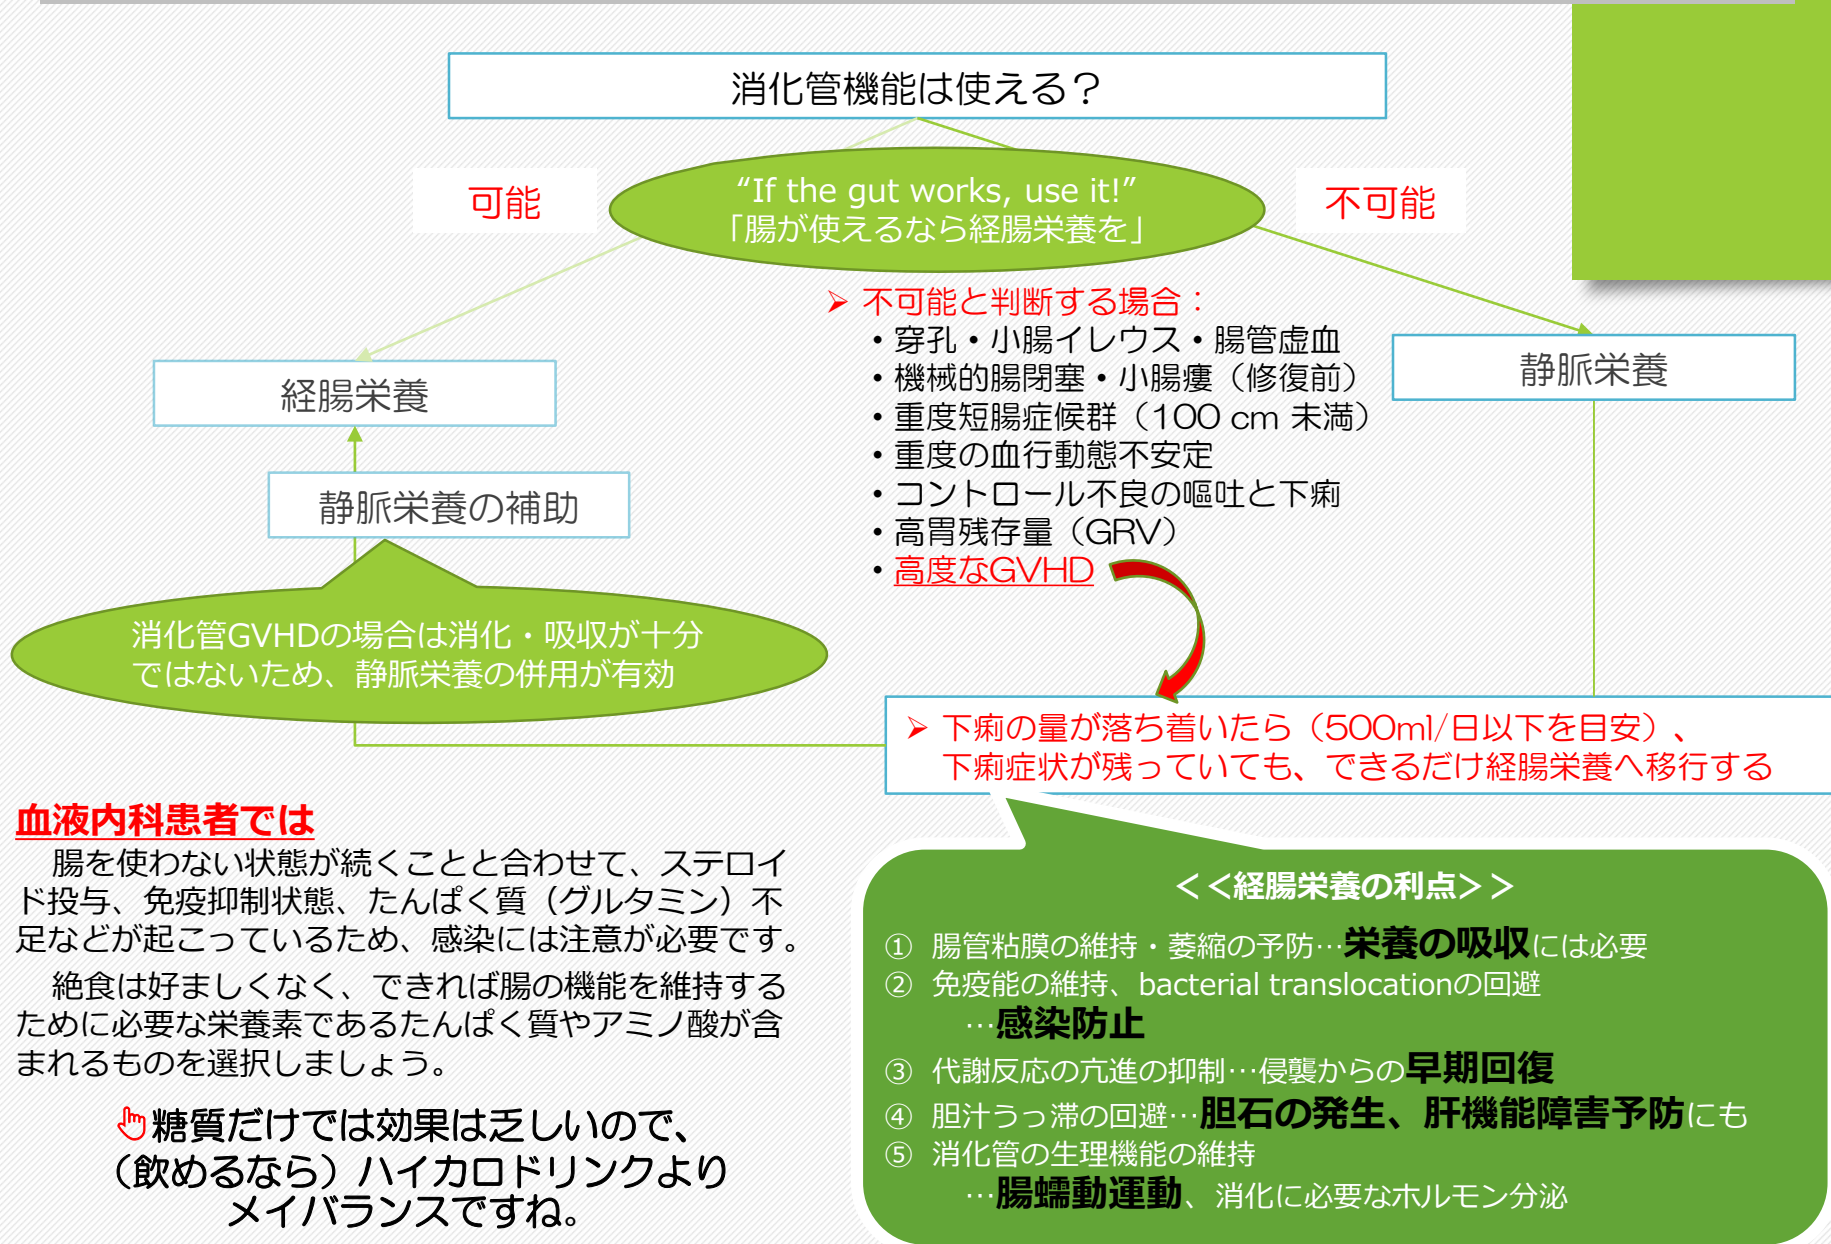 消化管機能は使える？
可能
“If the gut works, use it!”
「腸が使えるなら経腸栄養を」
不可能
➢ 不可能と判断する場合：
・穿孔・小腸イレウス・腸管虚血
・機械的腸閉塞・小腸瘻（修復前）
・重度短腸症候群（100 cm 未満）
・重度の血行動態不安定
・コントロール不良の嘔吐と下痢
・高胃残存量（GRV）
・高度なGVHD
静脈栄養
経腸栄養
静脈栄養の補助
消化管GVHDの場合は消化・吸収が十分
ではないため、静脈栄養の併用が有効
➢ 下痢の量が落ち着いたら（500ml/日以下を目安）、
下痢症状が残っていても、できるだけ経腸栄養へ移行する
血液内科患者では
腸を使わない状態が続くことと合わせて、ステロイ
ド投与、免疫抑制状態、たんぱく質（グルタミン）不
足などが起こっているため、感染には注意が必要です。
絶食は好ましくなく、できれば腸の機能を維持する
ために必要な栄養素であるたんぱく質やアミノ酸が含
まれるものを選択しましょう。
糖質だけでは効果は乏しいので、
（飲めるなら）ハイカロドリンクより
メイバランスですね。
＜＜経腸栄養の利点＞＞
① 腸管粘膜の維持・萎縮の予防…栄養の吸収には必要
② 免疫能の維持、bacterial translocationの回避
…感染防止
③ 代謝反応の亢進の抑制…侵襲からの早期回復
④ 胆汁うっ滞の回避…胆石の発生、肝機能障害予防にも
⑤ 消化管の生理機能の維持
…腸蠕動運動、消化に必要なホルモン分泌